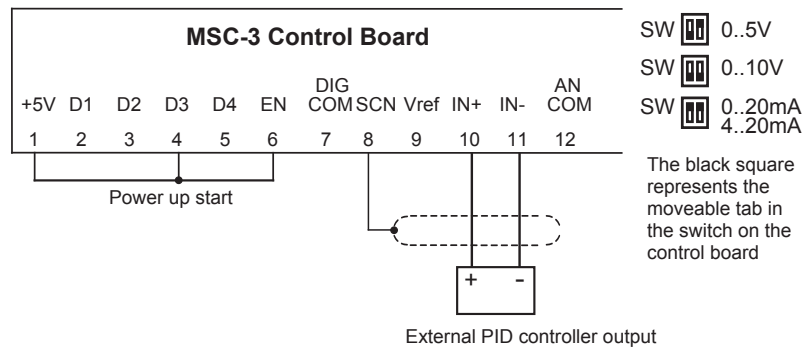 MSC-3 Control Board
+5V D1 D2 D3 D4 EN DIG COM SCN Vref IN+ IN- AN COM
1 2 3 4 5 6 7 8 9 10 11 12
Power up start
+ -
External PID controller output
SW 0..5V
SW 0..10V
SW 0..20mA
4..20mA
The black square
represents the
moveable tab in
the switch on the
control board